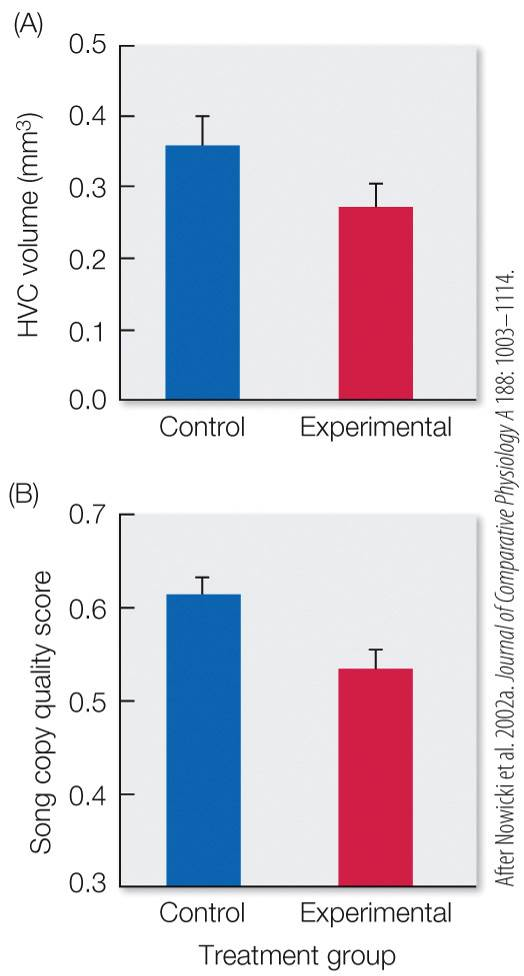 (A)
HVC volume (mm³)
0.5
0.4
0.3
0.2
0.1
0.0
Control Experimental
(B)
Song copy quality score
0.7
0.6
0.5
0.4
0.3
Control Experimental
Treatment group
After Nowicki et al. 2002a. Journal of Comparative Physiology A 188: 1003–1114.